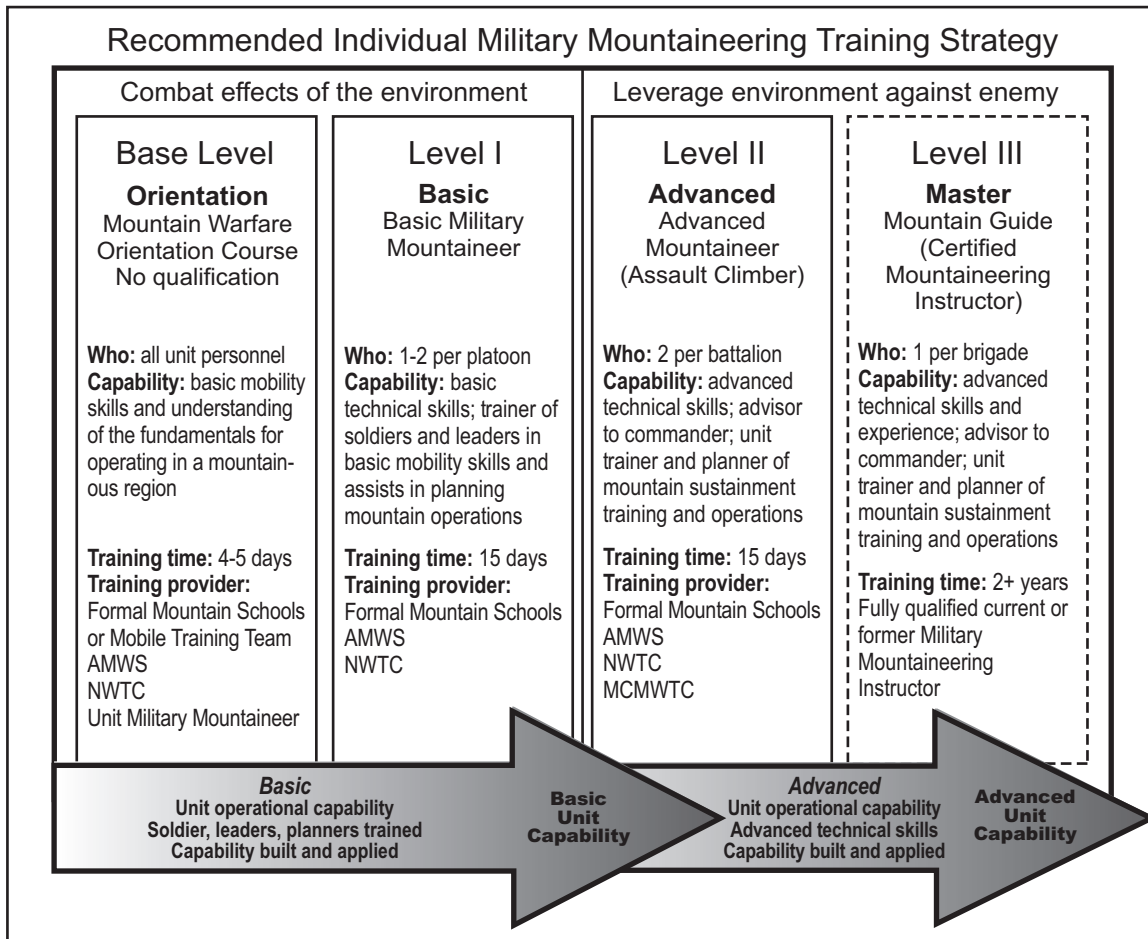 Recommended Individual Military Mountaineering Training Strategy
Combat effects of the environment
Leverage environment against enemy
Base Level
Orientation
Mountain Warfare
Orientation Course
No qualification
Who: all unit personnel
Capability: basic mobility
skills and understanding
of the fundamentals for
operating in a mountain-
ous region
Training time: 4-5 days
Training provider:
Formal Mountain Schools
or Mobile Training Team
AMWS
NWTC
Unit Military Mountaineer
Level I
Basic
Basic Military
Mountaineer
Who: 1-2 per platoon
Capability: basic
technical skills; trainer of
soldiers and leaders in
basic mobility skills and
assists in planning
mountain operations
Training time: 15 days
Training provider:
Formal Mountain Schools
AMWS
NWTC
Level II
Advanced
Advanced
Mountaineer
(Assault Climber)
Who: 2 per battalion
Capability: advanced
technical skills; advisor
to commander; unit
trainer and planner of
mountain sustainment
training and operations
Training time: 15 days
Training provider:
Formal Mountain Schools
AMWS
NWTC
MCMWTC
Level III
Master
Mountain Guide
(Certified
Mountaineering
Instructor)
Who: 1 per brigade
Capability: advanced
technical skills and
experience; advisor to
commander; unit
trainer and planner of
mountain sustainment
training and operations
Training time: 2+ years
Fully qualified current or
former Military
Mountaineering
Instructor
Basic
Unit operational capability
Soldier, leaders, planners trained
Capability built and applied
Basic
Unit
Capability
Advanced
Unit operational capability
Advanced technical skills
Capability built and applied
Advanced
Unit
Capability